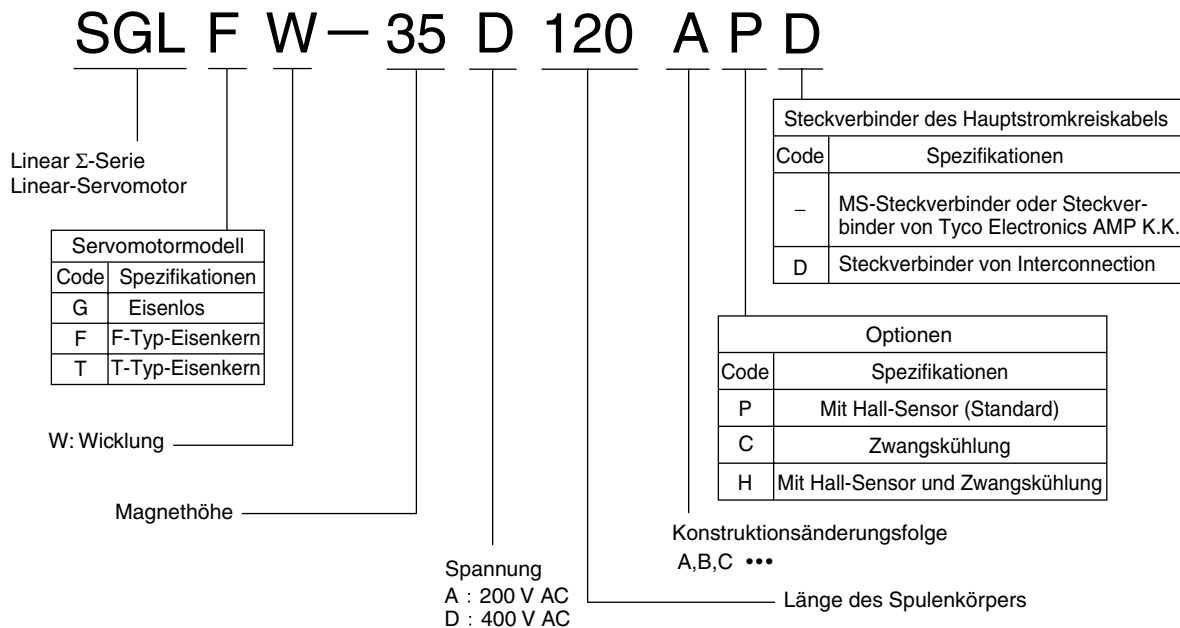 SGL F W – 35 D 120 A P D
Linear Σ-Serie
Linear-Servomotor
Servomotormodell
Code Spezifikationen
G Eisenlos
F F-Typ-Eisenkern
T T-Typ-Eisenkern
W: Wicklung
Magnethöhe
Spannung
A : 200 V AC
D : 400 V AC
Steckverbinder des Hauptstromkreiskabels
Code Spezifikationen
– MS-Steckverbinder oder Steckver-
binder von Tyco Electronics AMP K.K.
D Steckverbinder von Interconnection
Optionen
Code Spezifikationen
P Mit Hall-Sensor (Standard)
C Zwangskühlung
H Mit Hall-Sensor und Zwangskühlung
Konstruktionsänderungsfolge
A,B,C •••
Länge des Spulenkörpers